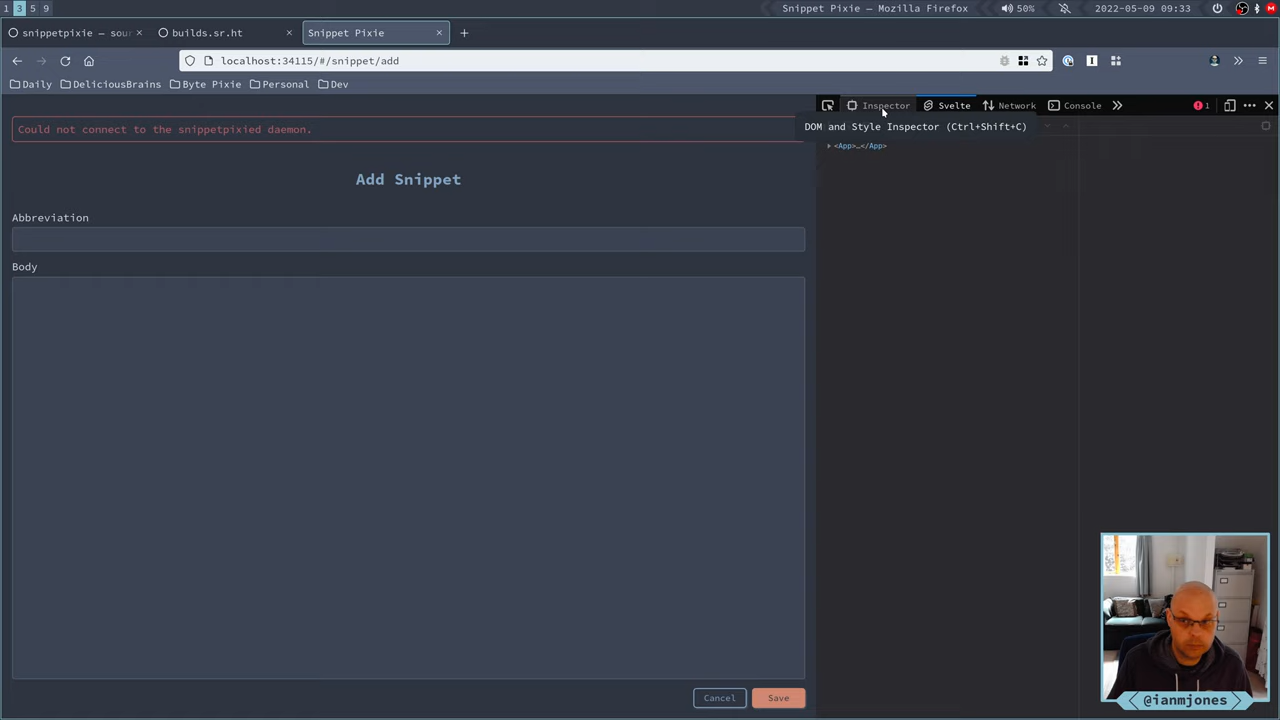 1 3 5 9
Snippet Pixie — Mozilla Firefox
50%
2022-05-09 09:33
snippetpixie — sour
builds.sr.ht
Snippet Pixie
localhost:34115/#/snippet/add
Daily
DeliciousBrains
Byte Pixie
Personal
Dev
Inspector
Svelte
Network
Console
1
DOM and Style Inspector (Ctrl+Shift+C)
<App>…</App>
Could not connect to the snippetpixied daemon.
Add Snippet
Abbreviation
Body
Cancel
Save
@ianmjones